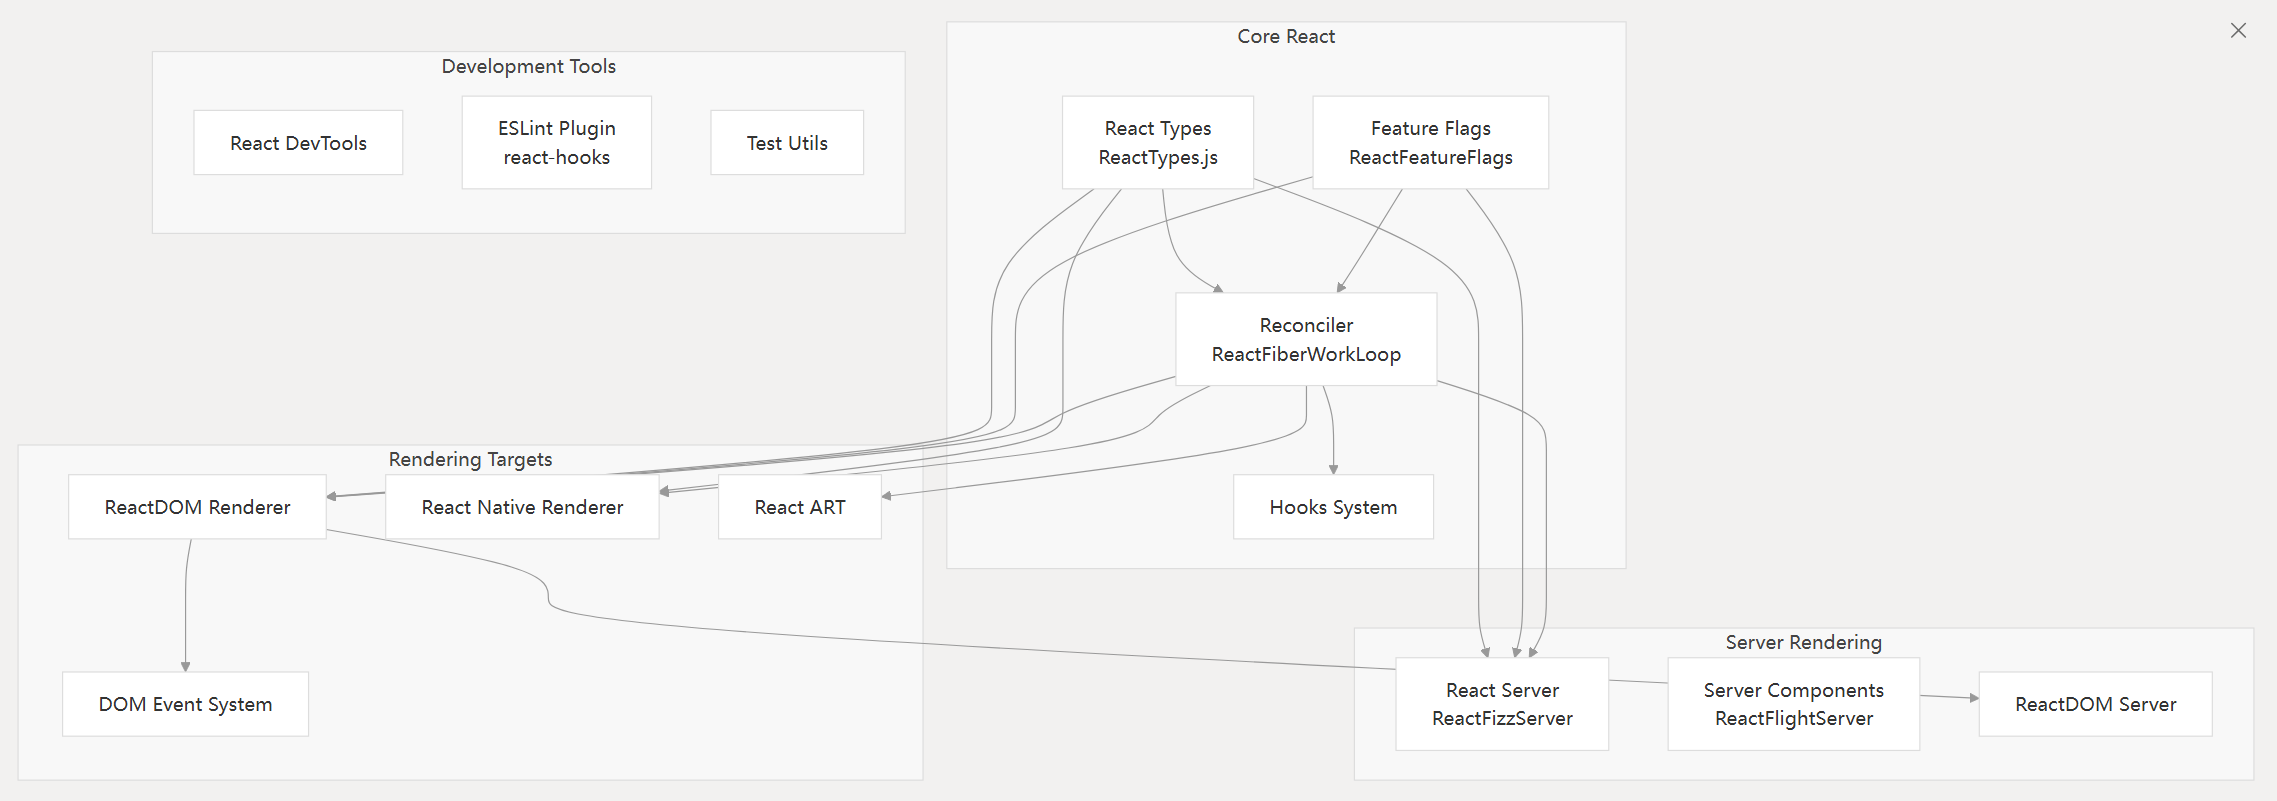 Development Tools
React DevTools
ESLint Plugin
react-hooks
Test Utils
Core React
React Types
ReactTypes.js
Feature Flags
ReactFeatureFlags
Reconciler
ReactFiberWorkLoop
Hooks System
Rendering Targets
ReactDOM Renderer
React Native Renderer
React ART
DOM Event System
Server Rendering
React Server
ReactFizzServer
Server Components
ReactFlightServer
ReactDOM Server